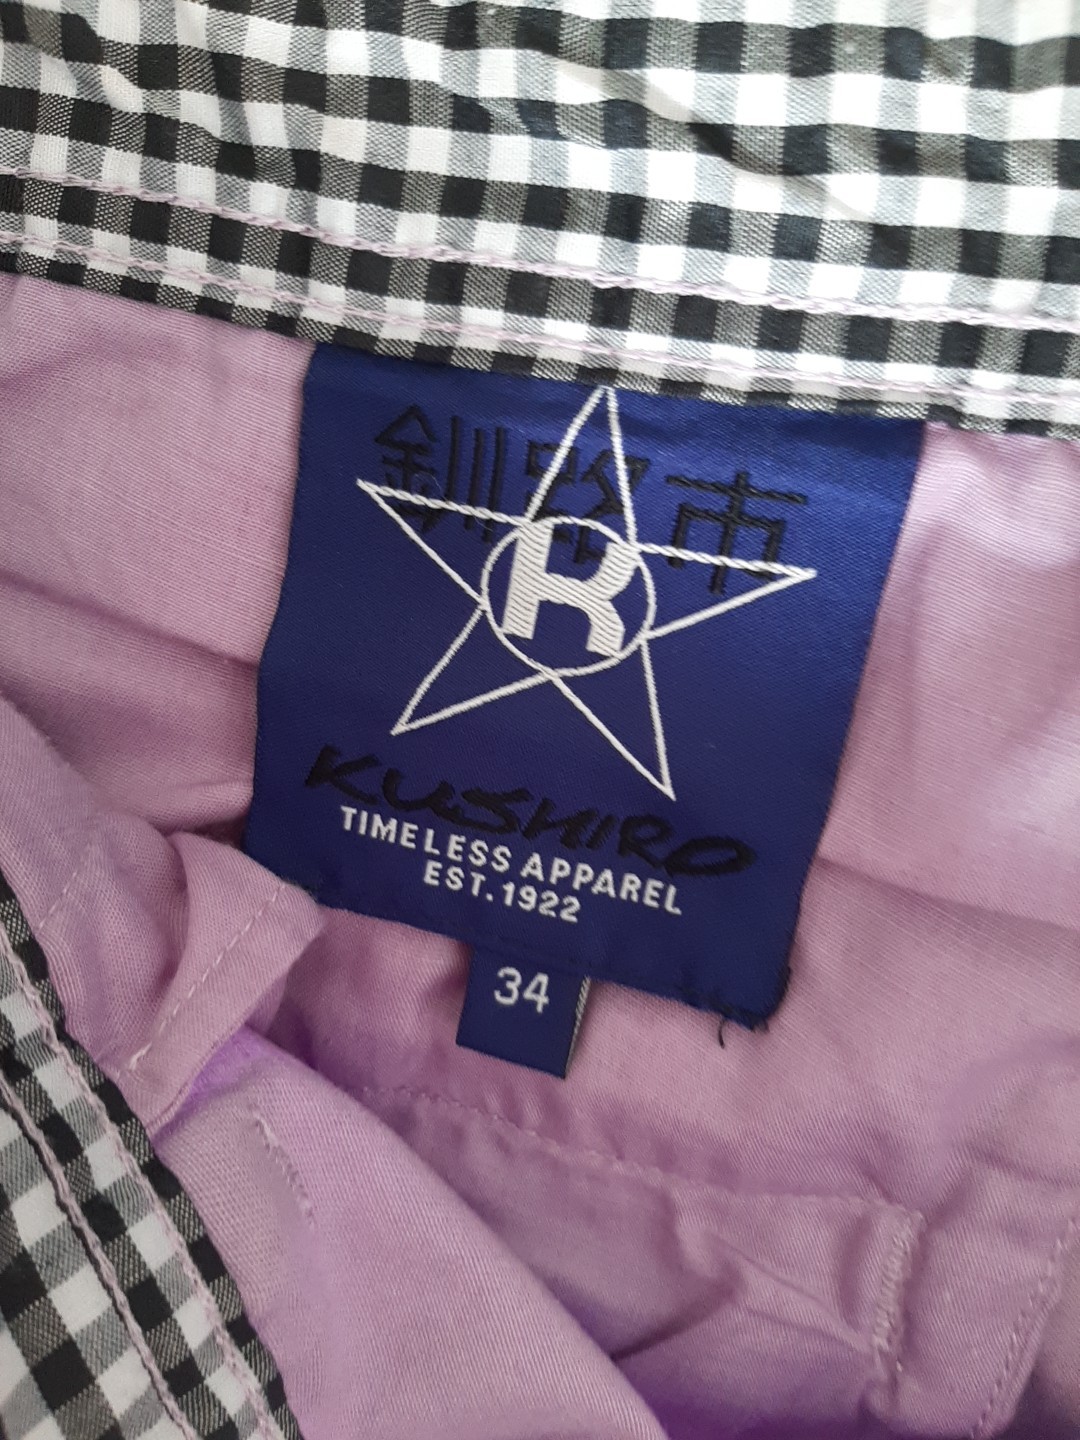 釧路市
K
KUSHIRO
TIMELESS APPAREL
EST.1922
34